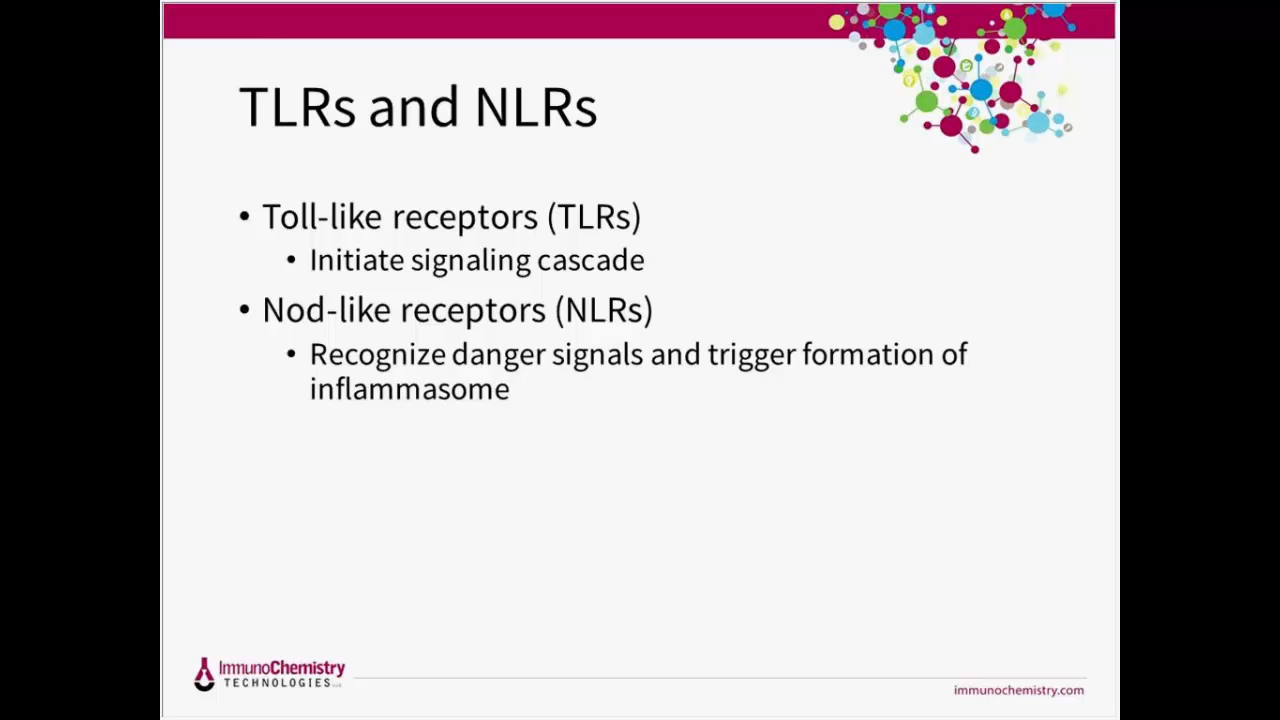 TLRs and NLRs
• Toll-like receptors (TLRs)
• Initiate signaling cascade
• Nod-like receptors (NLRs)
• Recognize danger signals and trigger formation of
inflammasome
ImmunoChemistry
TECHNOLOGIES
immunochemistry.com